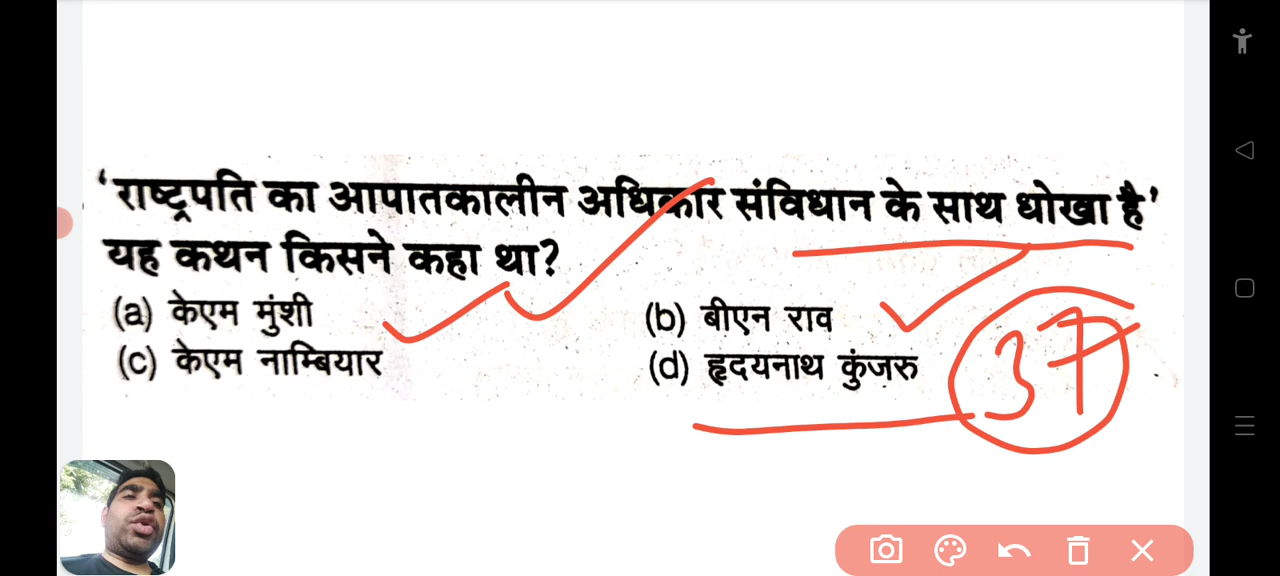 ‘राष्ट्रपति का आपातकालीन अधिकार संविधान के साथ धोखा है’
यह कथन किसने कहा था?
(a) केएम मुंशी
(b) बीएन राव
(c) केएम नाम्बियार
(d) हृदयनाथ कुंजरु
37